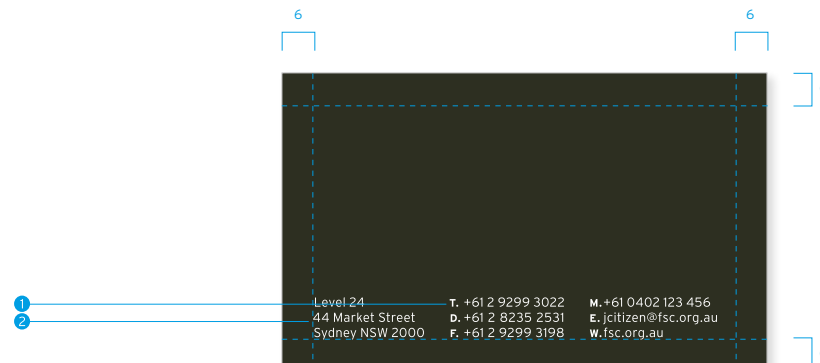 6 6
1 Level 24 T. +61 2 9299 3022 M.+61 0402 123 456
2 44 Market Street D. +61 2 8235 2531 E. jcitizen@fsc.org.au
Sydney NSW 2000 F. +61 2 9299 3198 W.fsc.org.au